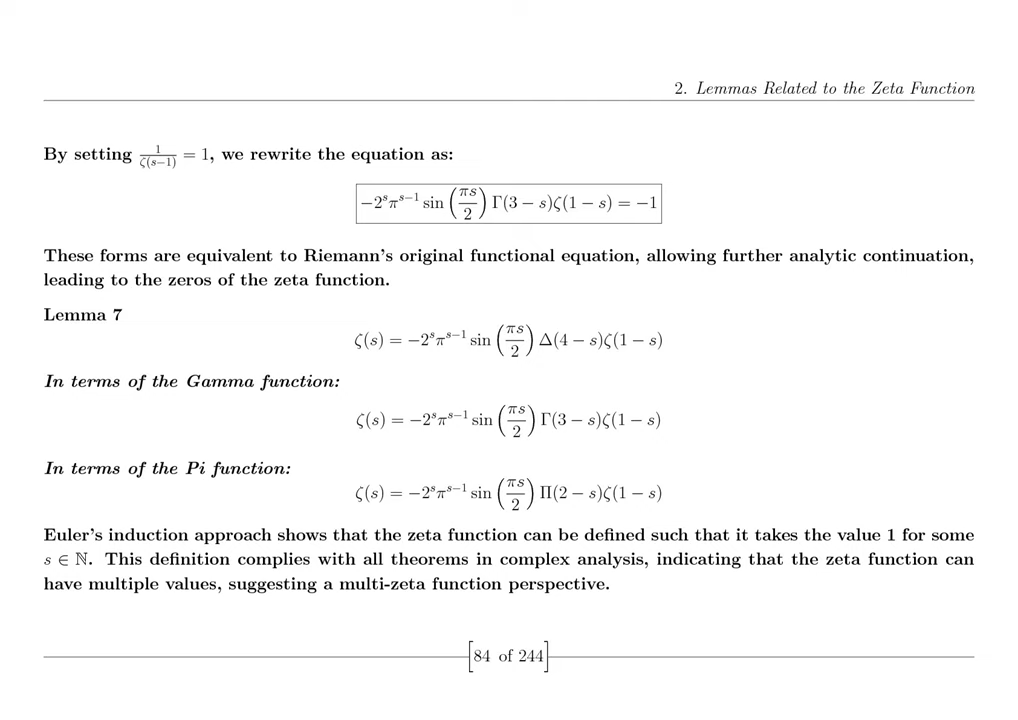 2. Lemmas Related to the Zeta Function
By setting 1/ζ(s−1) = 1, we rewrite the equation as:
−2^s π^{s−1} sin (πs/2) Γ(3 − s)ζ(1 − s) = −1
These forms are equivalent to Riemann's original functional equation, allowing further analytic continuation,
leading to the zeros of the zeta function.
Lemma 7
ζ(s) = −2^s π^{s−1} sin (πs/2) Δ(4 − s)ζ(1 − s)
In terms of the Gamma function:
ζ(s) = −2^s π^{s−1} sin (πs/2) Γ(3 − s)ζ(1 − s)
In terms of the Pi function:
ζ(s) = −2^s π^{s−1} sin (πs/2) Π(2 − s)ζ(1 − s)
Euler's induction approach shows that the zeta function can be defined such that it takes the value 1 for some
s ∈ ℕ. This definition complies with all theorems in complex analysis, indicating that the zeta function can
have multiple values, suggesting a multi-zeta function perspective.
[84 of 244]